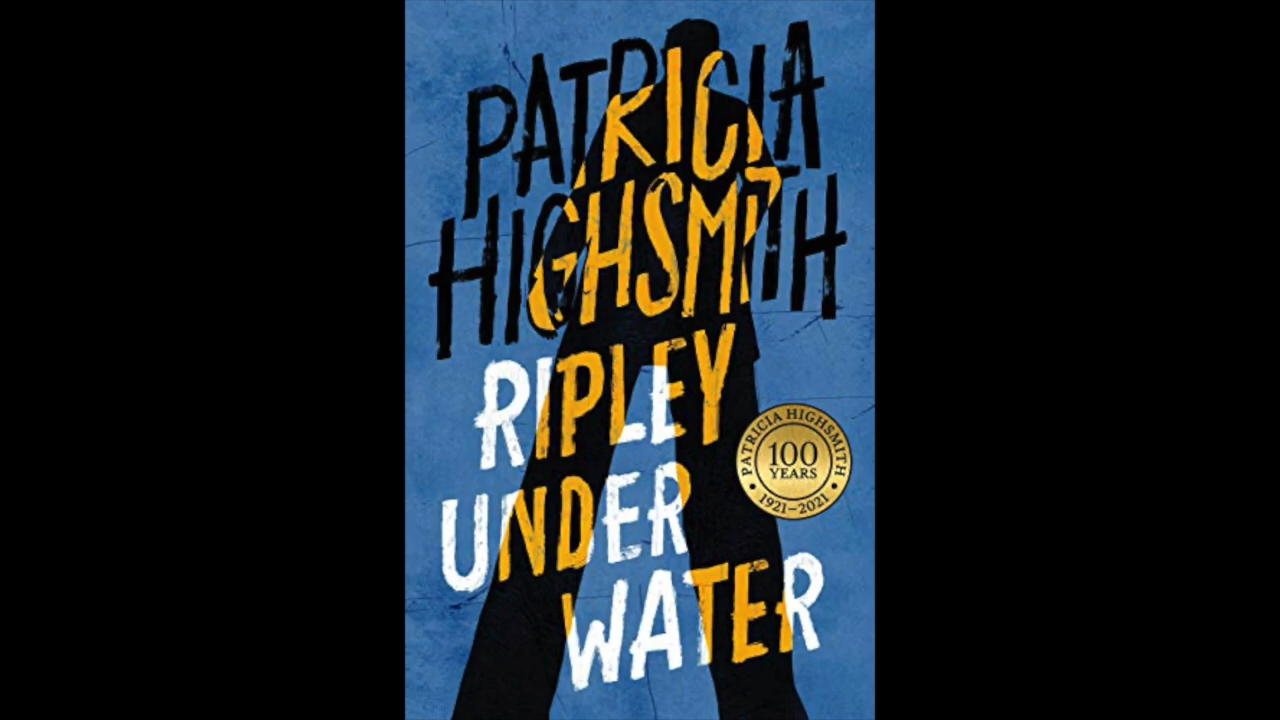 PATRICIA
HIGHSMITH
RIPLEY
UNDER
WATER
PATRICIA HIGHSMITH
100
YEARS
• 1921–2021 •